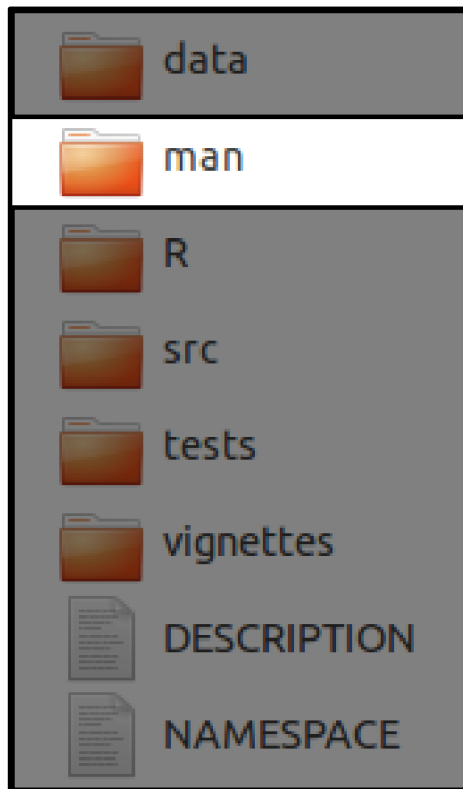 data
man
R
src
tests
vignettes
DESCRIPTION
NAMESPACE